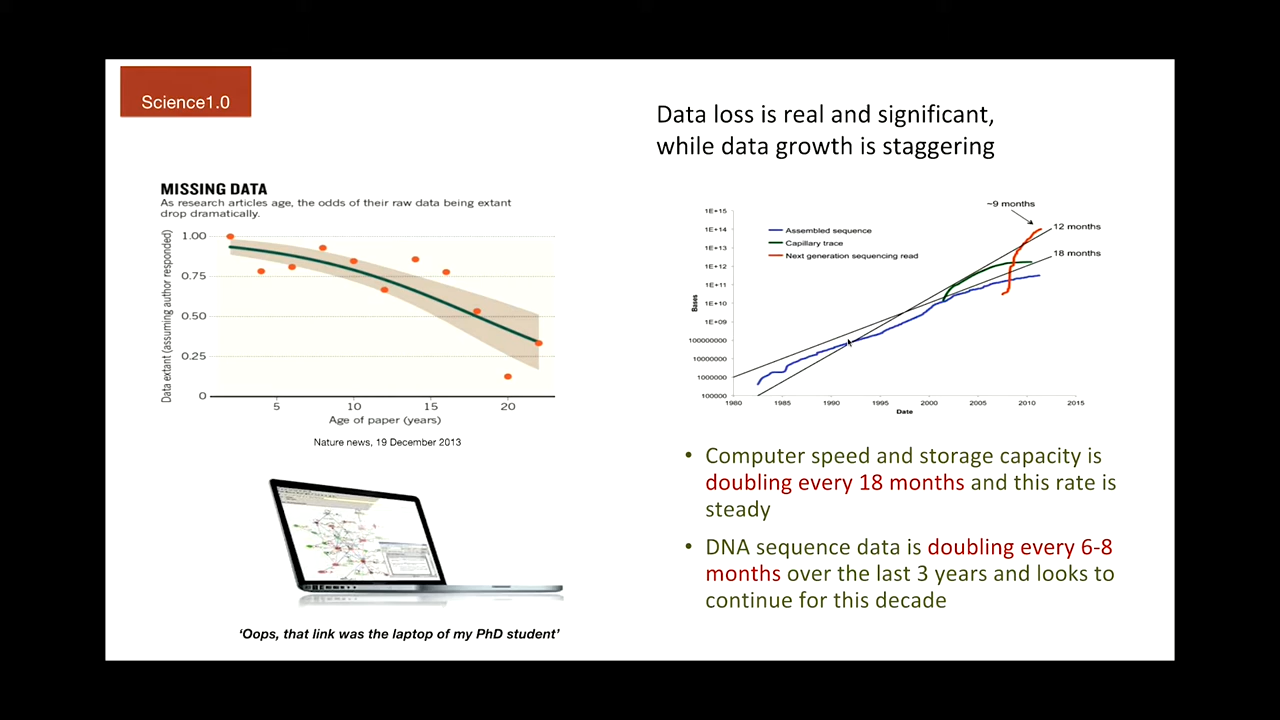 Science1.0
Data loss is real and significant,
while data growth is staggering
MISSING DATA
As research articles age, the odds of their raw data being extant
drop dramatically.
Data extant (assuming author responded)
1.00
0.75
0.50
0.25
0
5
10
15
20
Age of paper (years)
Nature news, 19 December 2013
‘Oops, that link was the laptop of my PhD student’
~9 months
12 months
18 months
Assembled sequence
Capillary trace
Next generation sequencing read
Bases
1E+15
1E+14
1E+13
1E+12
1E+11
1E+10
1E+09
100000000
10000000
1000000
100000
1980
1985
1990
1995
2000
2005
2010
2015
Date
• Computer speed and storage capacity is
doubling every 18 months and this rate is
steady
• DNA sequence data is doubling every 6-8
months over the last 3 years and looks to
continue for this decade